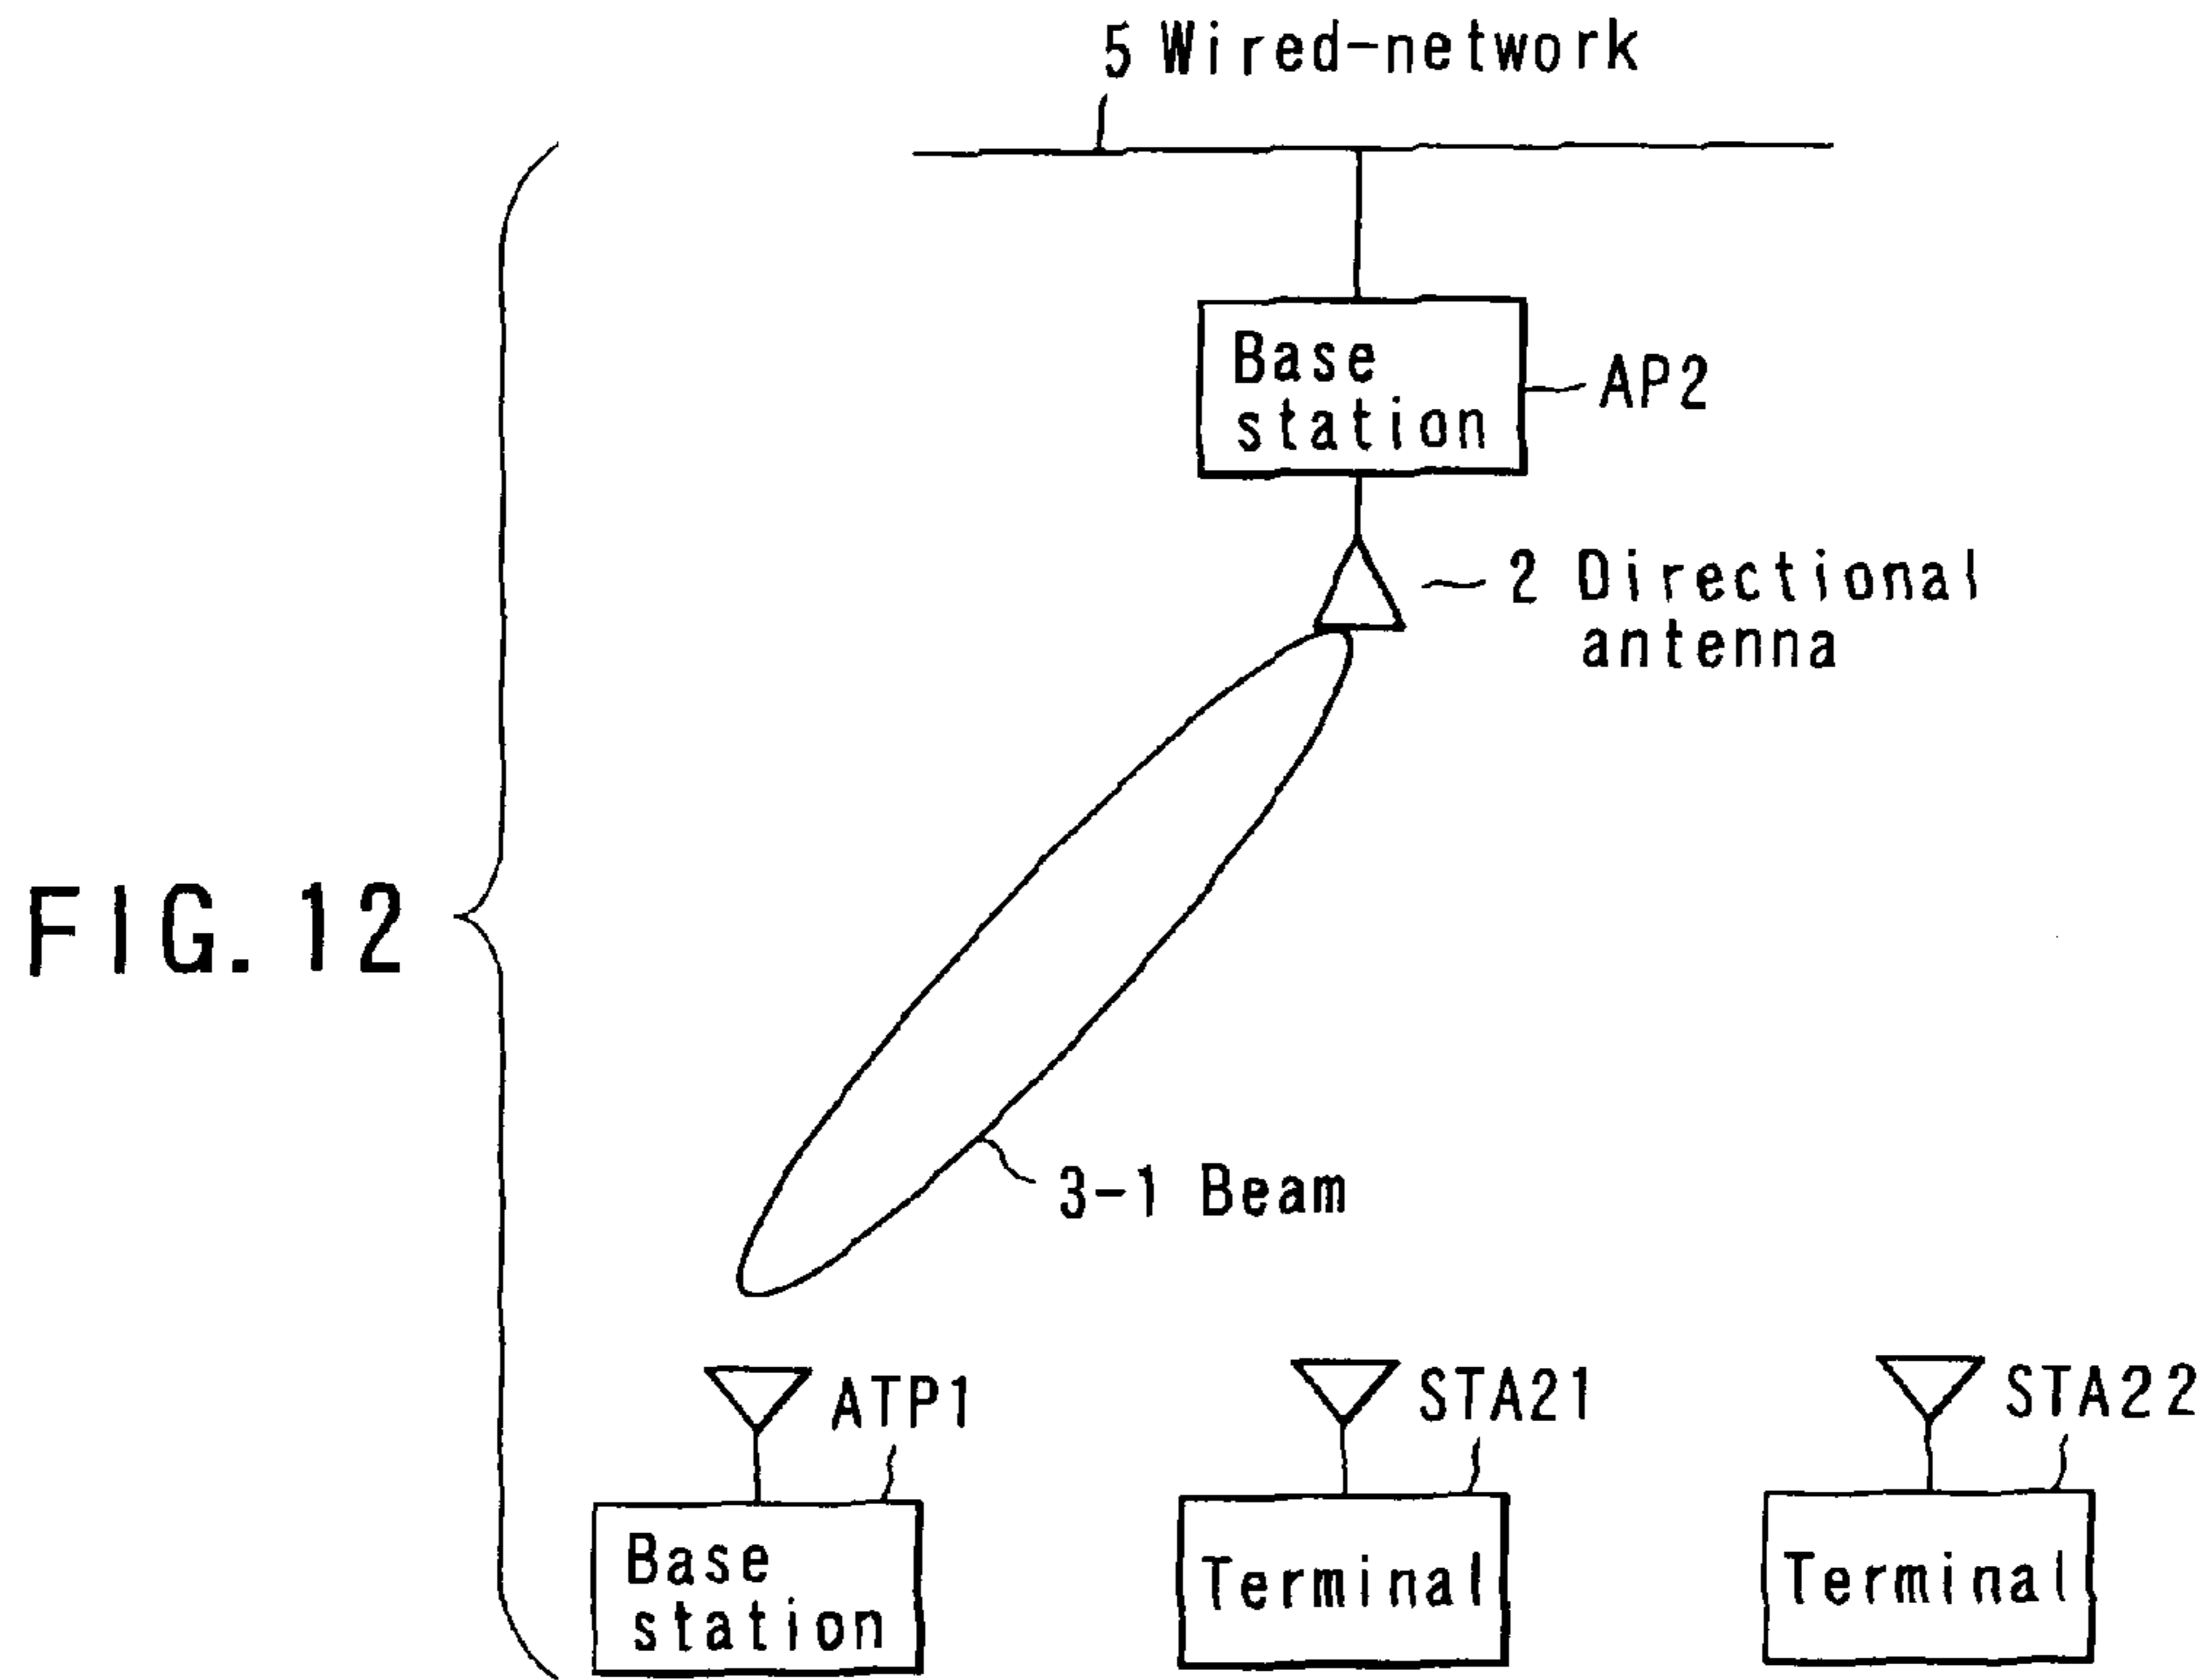 5 Wired-network
Base
station
AP2
2 Directional
antenna
FIG.12
3-1 Beam
ATP1
STA21
STA22
Base
station
Terminal
Terminal